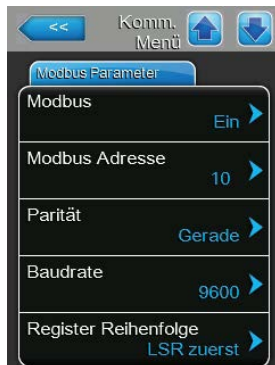 <<
Komm.
Menü
Modbus Parameter
Modbus
Ein
Modbus Adresse
10
Parität
Gerade
Baudrate
9600
Register Reihenfolge
LSR zuerst